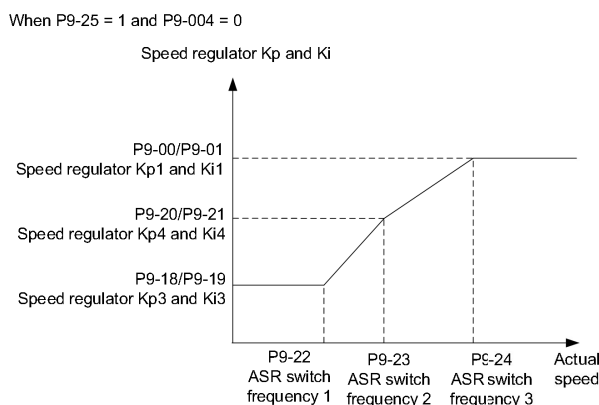 When P9-25 = 1 and P9-004 = 0
Speed regulator Kp and Ki
P9-00/P9-01
Speed regulator Kp1 and Ki1
P9-20/P9-21
Speed regulator Kp4 and Ki4
P9-18/P9-19
Speed regulator Kp3 and Ki3
P9-22
ASR switch
frequency 1
P9-23
ASR switch
frequency 2
P9-24
ASR switch
frequency 3
Actual
speed